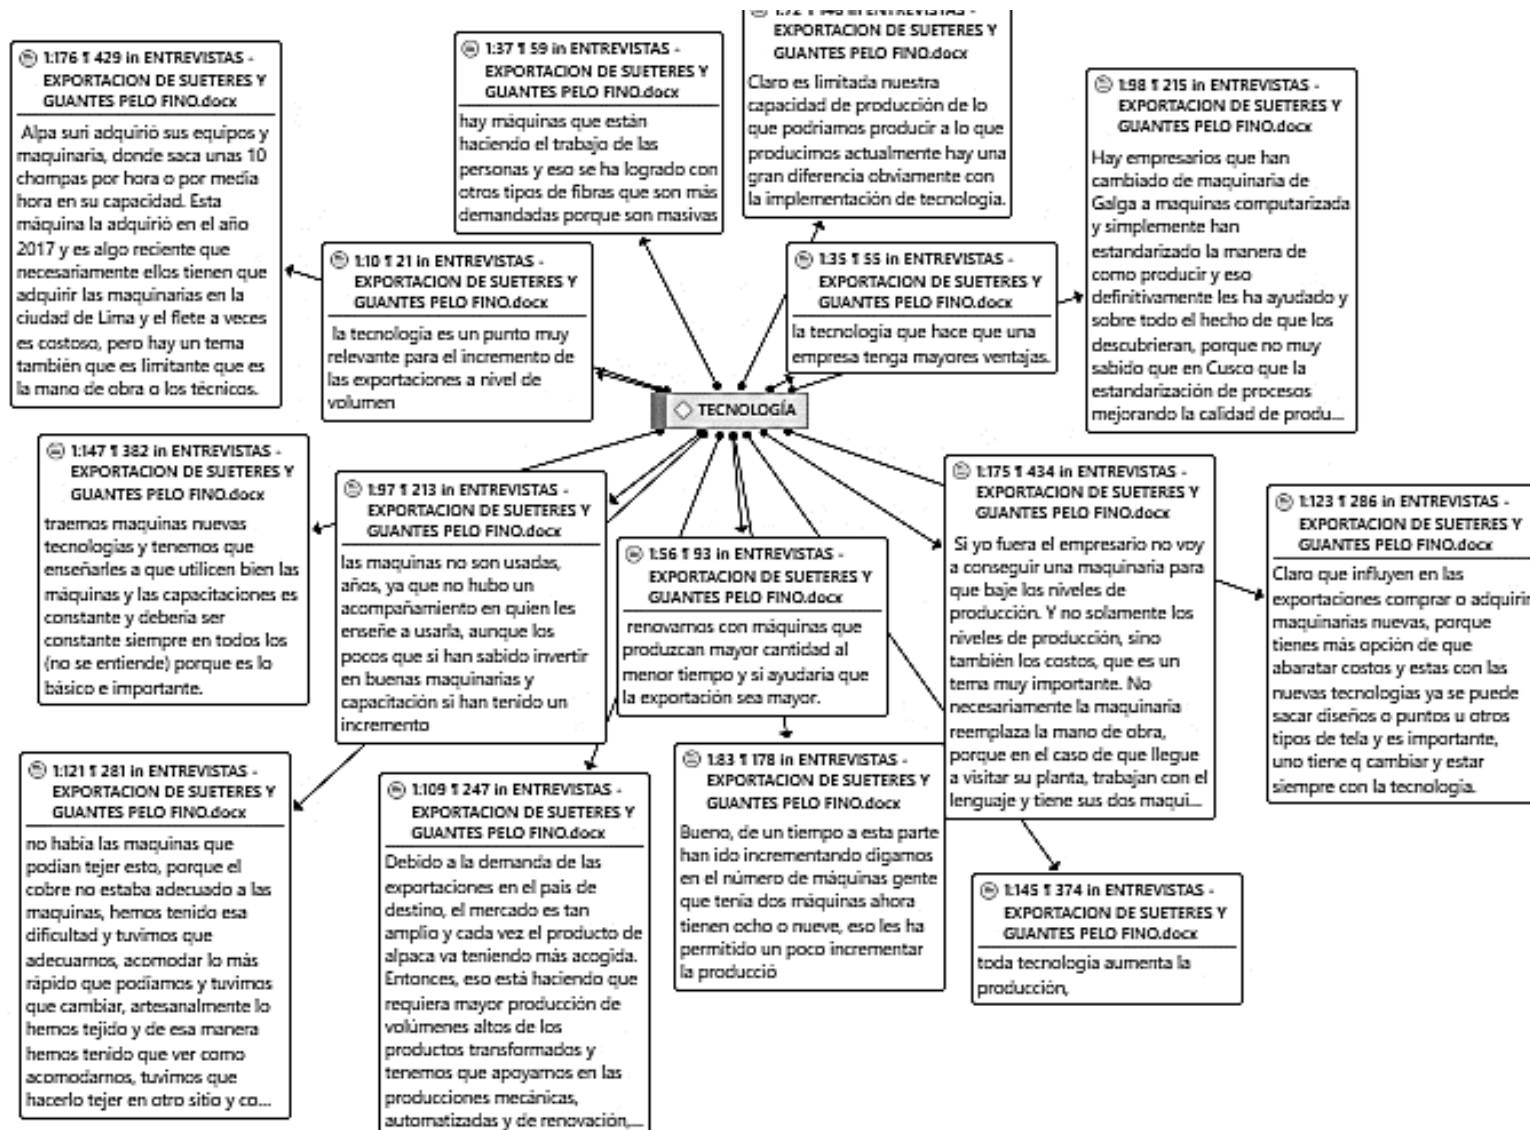 1:176 ¶ 429 in ENTREVISTAS -
EXPORTACION DE SUETERES Y
GUANTES PELO FINO.docx
Alpa suri adquirió sus equipos y
maquinaria, donde saca unas 10
chompas por hora o por media
hora en su capacidad. Esta
máquina la adquirió en el año
2017 y es algo reciente que
necesariamente ellos tienen que
adquirir las maquinarias en la
ciudad de Lima y el flete a veces
es costoso, pero hay un tema
también que es limitante que es
la mano de obra o los técnicos.
1:37 ¶ 59 in ENTREVISTAS -
EXPORTACION DE SUETERES Y
GUANTES PELO FINO.docx
hay máquinas que están
haciendo el trabajo de las
personas y eso se ha logrado con
otros tipos de fibras que son más
demandadas porque son masivas
1:72 ¶ 146 in ENTREVISTAS -
EXPORTACION DE SUETERES Y
GUANTES PELO FINO.docx
Claro es limitada nuestra
capacidad de producción de lo
que podríamos producir a lo que
producimos actualmente hay una
gran diferencia obviamente con
la implementación de tecnología.
1:98 ¶ 215 in ENTREVISTAS -
EXPORTACION DE SUETERES Y
GUANTES PELO FINO.docx
Hay empresarios que han
cambiado de maquinaria de
Galga a maquinas computarizada
y simplemente han
estandarizado la manera de
como producir y eso
definitivamente les ha ayudado y
sobre todo el hecho de que los
descubrieran, porque no muy
sabido que en Cusco que la
estandarización de procesos
mejorando la calidad de produ...
1:10 ¶ 21 in ENTREVISTAS -
EXPORTACION DE SUETERES Y
GUANTES PELO FINO.docx
la tecnología es un punto muy
relevante para el incremento de
las exportaciones a nivel de
volumen
1:35 ¶ 55 in ENTREVISTAS -
EXPORTACION DE SUETERES Y
GUANTES PELO FINO.docx
la tecnología que hace que una
empresa tenga mayores ventajas.
TECNOLOGÍA
1:147 ¶ 382 in ENTREVISTAS -
EXPORTACION DE SUETERES Y
GUANTES PELO FINO.docx
traemos maquinas nuevas
tecnologías y tenemos que
enseñarles a que utilicen bien las
máquinas y las capacitaciones es
constante y debería ser
constante siempre en todos los
(no se entiende) porque es lo
básico e importante.
1:97 ¶ 213 in ENTREVISTAS -
EXPORTACION DE SUETERES Y
GUANTES PELO FINO.docx
las maquinas no son usadas,
años, ya que no hubo un
acompañamiento en quien les
enseñe a usarla, aunque los
pocos que si han sabido invertir
en buenas maquinarias y
capacitación si han tenido un
incremento
1:56 ¶ 93 in ENTREVISTAS -
EXPORTACION DE SUETERES Y
GUANTES PELO FINO.docx
renovarnos con máquinas que
produzcan mayor cantidad al
menor tiempo y si ayudaría que
la exportación sea mayor.
1:175 ¶ 434 in ENTREVISTAS -
EXPORTACION DE SUETERES Y
GUANTES PELO FINO.docx
Si yo fuera el empresario no voy
a conseguir una maquinaria para
que baje los niveles de
producción. Y no solamente los
niveles de producción, sino
también los costos, que es un
tema muy importante. No
necesariamente la maquinaria
reemplaza la mano de obra,
porque en el caso de que llegue
a visitar su planta, trabajan con el
lenguaje y tiene sus dos maqui...
1:123 ¶ 286 in ENTREVISTAS -
EXPORTACION DE SUETERES Y
GUANTES PELO FINO.docx
Claro que influyen en las
exportaciones comprar o adquirir
maquinarias nuevas, porque
tienes más opción de que
abaratar costos y estas con las
nuevas tecnologías ya se puede
sacar diseños o puntos u otros
tipos de tela y es importante,
uno tiene q cambiar y estar
siempre con la tecnología.
1:121 ¶ 281 in ENTREVISTAS -
EXPORTACION DE SUETERES Y
GUANTES PELO FINO.docx
no había las maquinas que
podían tejer esto, porque el
cobre no estaba adecuado a las
maquinas, hemos tenido esa
dificultad y tuvimos que
adecuarnos, acomodar lo más
rápido que podíamos y tuvimos
que cambiar, artesanalmente lo
hemos tejido y de esa manera
hemos tenido que ver como
acomodarnos, tuvimos que
hacerlo tejer en otro sitio y co...
1:109 ¶ 247 in ENTREVISTAS -
EXPORTACION DE SUETERES Y
GUANTES PELO FINO.docx
Debido a la demanda de las
exportaciones en el país de
destino, el mercado es tan
amplio y cada vez el producto de
alpaca va teniendo más acogida.
Entonces, eso está haciendo que
requiera mayor producción de
volúmenes altos de los
productos transformados y
tenemos que apoyarnos en las
producciones mecánicas,
automatizadas y de renovación,...
1:83 ¶ 178 in ENTREVISTAS -
EXPORTACION DE SUETERES Y
GUANTES PELO FINO.docx
Bueno, de un tiempo a esta parte
han ido incrementando digamos
en el número de máquinas gente
que tenía dos máquinas ahora
tienen ocho o nueve, eso les ha
permitido un poco incrementar
la producció
1:145 ¶ 374 in ENTREVISTAS -
EXPORTACION DE SUETERES Y
GUANTES PELO FINO.docx
toda tecnología aumenta la
producción,